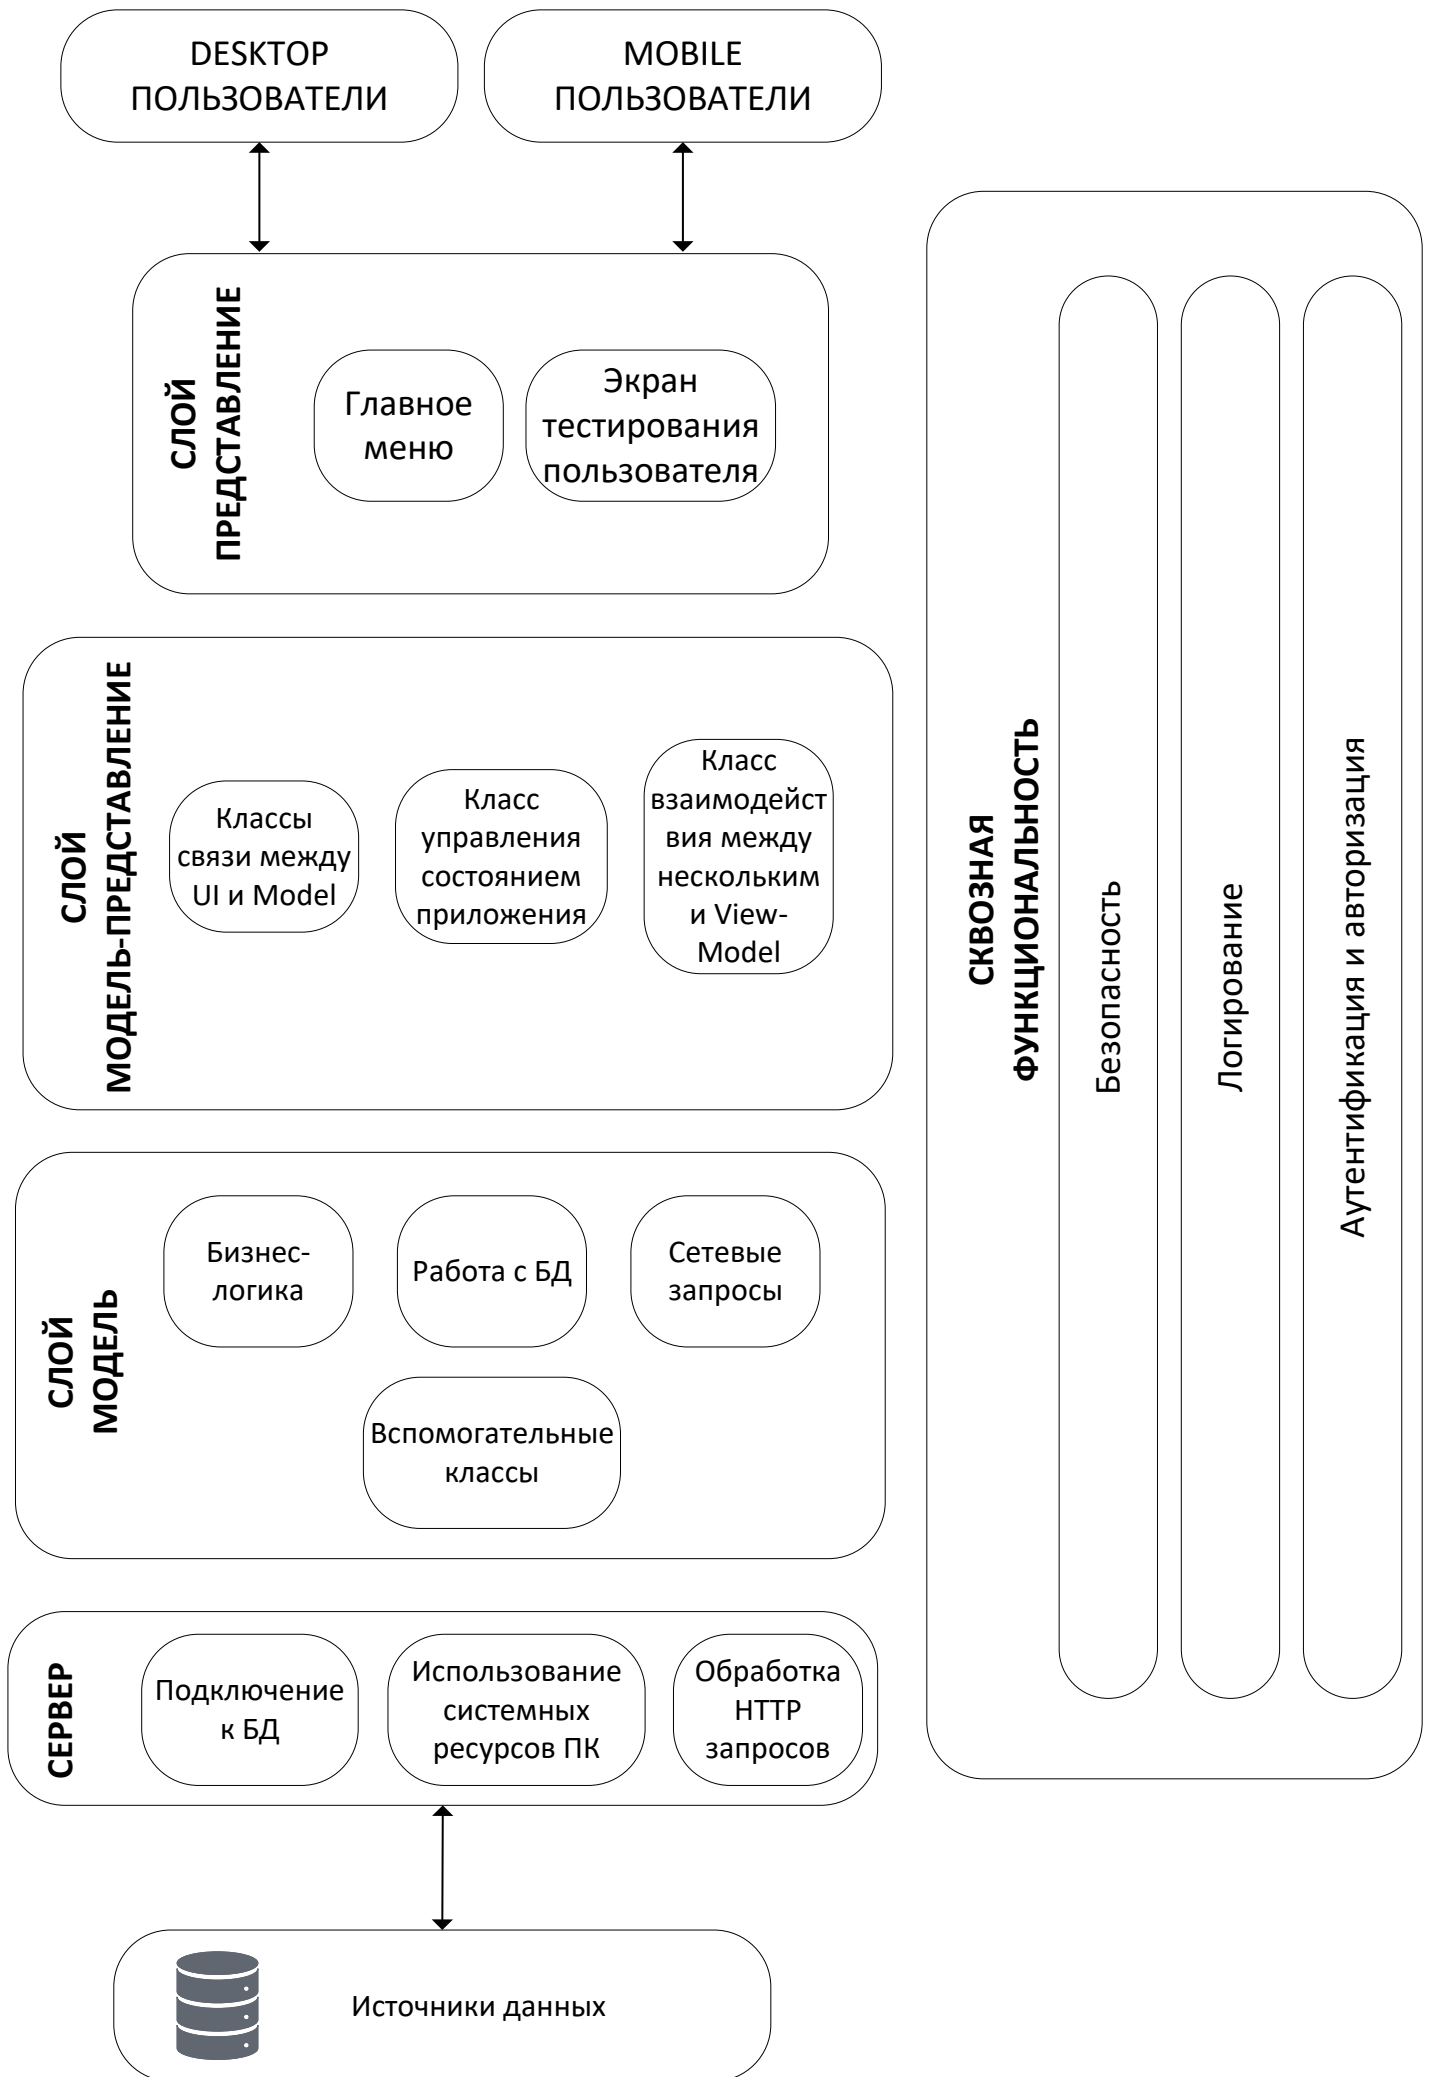 DESKTOP
ПОЛЬЗОВАТЕЛИ
MOBILE
ПОЛЬЗОВАТЕЛИ
СЛОЙ
ПРЕДСТАВЛЕНИЕ
Главное
меню
Экран
тестирования
пользователя
СЛОЙ
МОДЕЛЬ-ПРЕДСТАВЛЕНИЕ
Классы
связи между
UI и Model
Класс
управления
состоянием
приложения
Класс
взаимодейст
вия между
нескольким
и View-
Model
СЛОЙ
МОДЕЛЬ
Бизнес-
логика
Работа с БД
Сетевые
запросы
Вспомогательные
классы
СЕРВЕР
Подключение
к БД
Использование
системных
ресурсов ПК
Обработка
HTTP
запросов
Источники данных
СКВОЗНАЯ
ФУНКЦИОНАЛЬНОСТЬ
Безопасность
Логирование
Аутентификация и авторизация